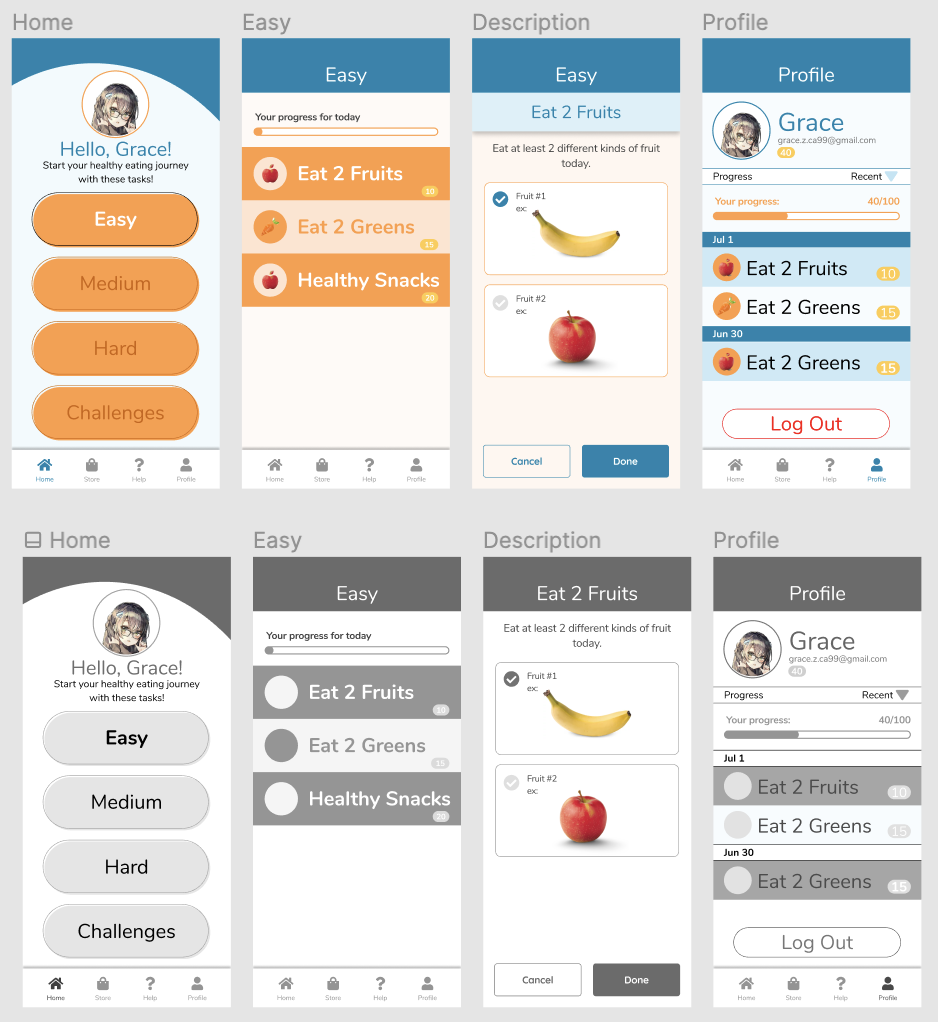 Home
Easy
Description
Profile
Hello, Grace!
Start your healthy eating journey
with these tasks!
Easy
Medium
Hard
Challenges
Home
Store
Help
Profile
Easy
Your progress for today
Eat 2 Fruits
10
Eat 2 Greens
15
Healthy Snacks
20
Home
Store
Help
Profile
Easy
Eat 2 Fruits
Eat at least 2 different kinds of fruit
today.
Fruit #1
ex:
Fruit #2
ex:
Cancel
Done
Profile
Grace
grace.z.ca99@gmail.com
40
Progress
Recent
Your progress:
40/100
Jul 1
Eat 2 Fruits
10
Eat 2 Greens
15
Jun 30
Eat 2 Greens
15
Log Out
Home
Store
Help
Profile
Home
Easy
Description
Profile
Hello, Grace!
Start your healthy eating journey
with these tasks!
Easy
Medium
Hard
Challenges
Home
Store
Help
Profile
Easy
Your progress for today
Eat 2 Fruits
10
Eat 2 Greens
15
Healthy Snacks
20
Home
Store
Help
Profile
Eat 2 Fruits
Eat at least 2 different kinds of fruit
today.
Fruit #1
ex:
Fruit #2
ex:
Cancel
Done
Profile
Grace
grace.z.ca99@gmail.com
40
Progress
Recent
Your progress:
40/100
Jul 1
Eat 2 Fruits
10
Eat 2 Greens
15
Jun 30
Eat 2 Greens
15
Log Out
Home
Store
Help
Profile